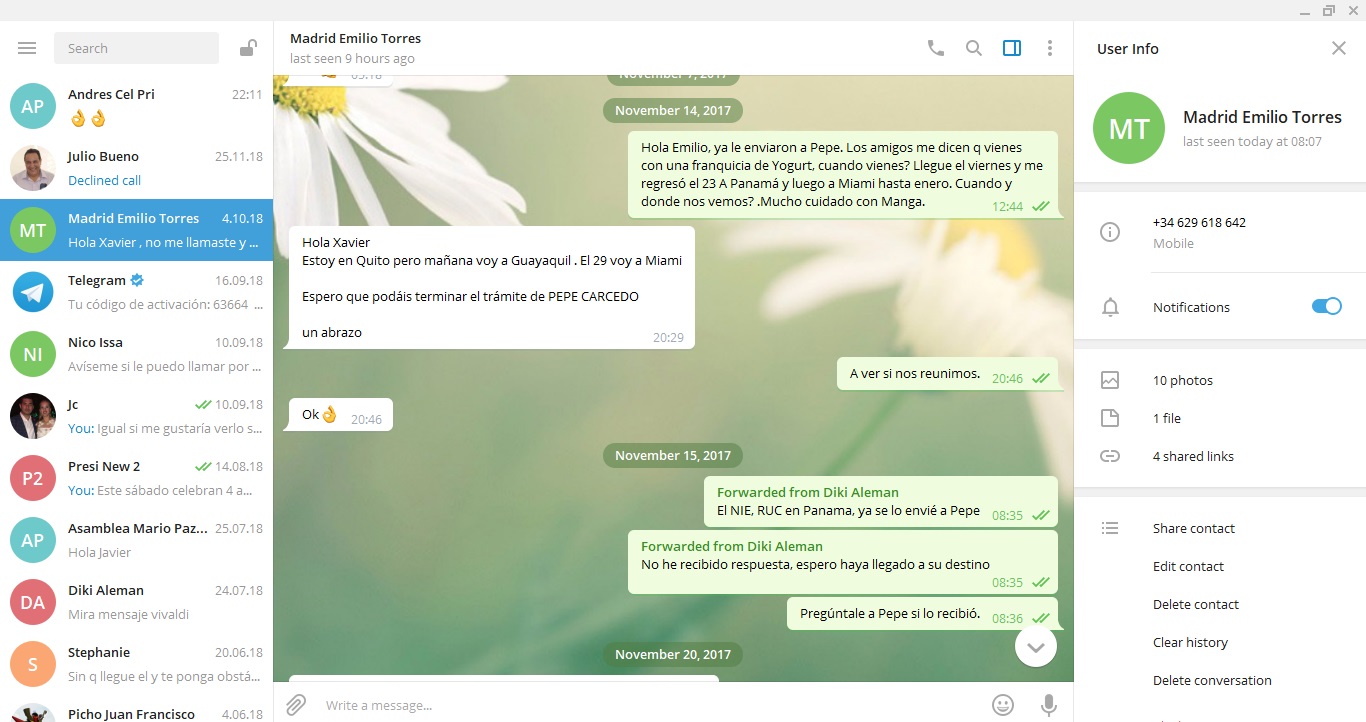 Search
Andres Cel Pri 22:11
👌👌
Julio Bueno 25.11.18
Declined call
Madrid Emilio Torres 4.10.18
Hola Xavier , no me llamaste y ...
Telegram 16.09.18
Tu código de activación: 63664 ...
Nico Issa 10.09.18
Avíseme si le puedo llamar por ...
Jc 10.09.18
You: Igual si me gustaría verlo s...
Presi New 2 14.08.18
You: Este sábado celebran 4 a...
Asamblea Mario Paz... 25.07.18
Hola Javier
Diki Aleman 24.07.18
Mira mensaje vivaldi
Stephanie 20.06.18
Sin q llegue el y te ponga obstá...
Picho Juan Francisco 4.06.18
AP
MT
NI
P2
AP
DA
S
Madrid Emilio Torres
last seen 9 hours ago
05:18
November 7, 2017
November 14, 2017
Hola Emilio, ya le enviaron a Pepe. Los amigos me dicen q vienes
con una franquicia de Yogurt, cuando vienes? Llegue el viernes y me
regresó el 23 A Panamá y luego a Miami hasta enero. Cuando y
donde nos vemos? .Mucho cuidado con Manga. 12:44
Hola Xavier
Estoy en Quito pero mañana voy a Guayaquil . El 29 voy a Miami
Espero que podáis terminar el trámite de PEPE CARCEDO
un abrazo 20:29
A ver si nos reunimos. 20:46
Ok👌 20:46
November 15, 2017
Forwarded from Diki Aleman
El NIE, RUC en Panama, ya se lo envié a Pepe 08:35
Forwarded from Diki Aleman
No he recibido respuesta, espero haya llegado a su destino
08:35
Pregúntale a Pepe si lo recibió. 08:36
November 20, 2017
Write a message...
User Info
MT
Madrid Emilio Torres
last seen today at 08:07
+34 629 618 642
Mobile
Notifications
10 photos
1 file
4 shared links
Share contact
Edit contact
Delete contact
Clear history
Delete conversation